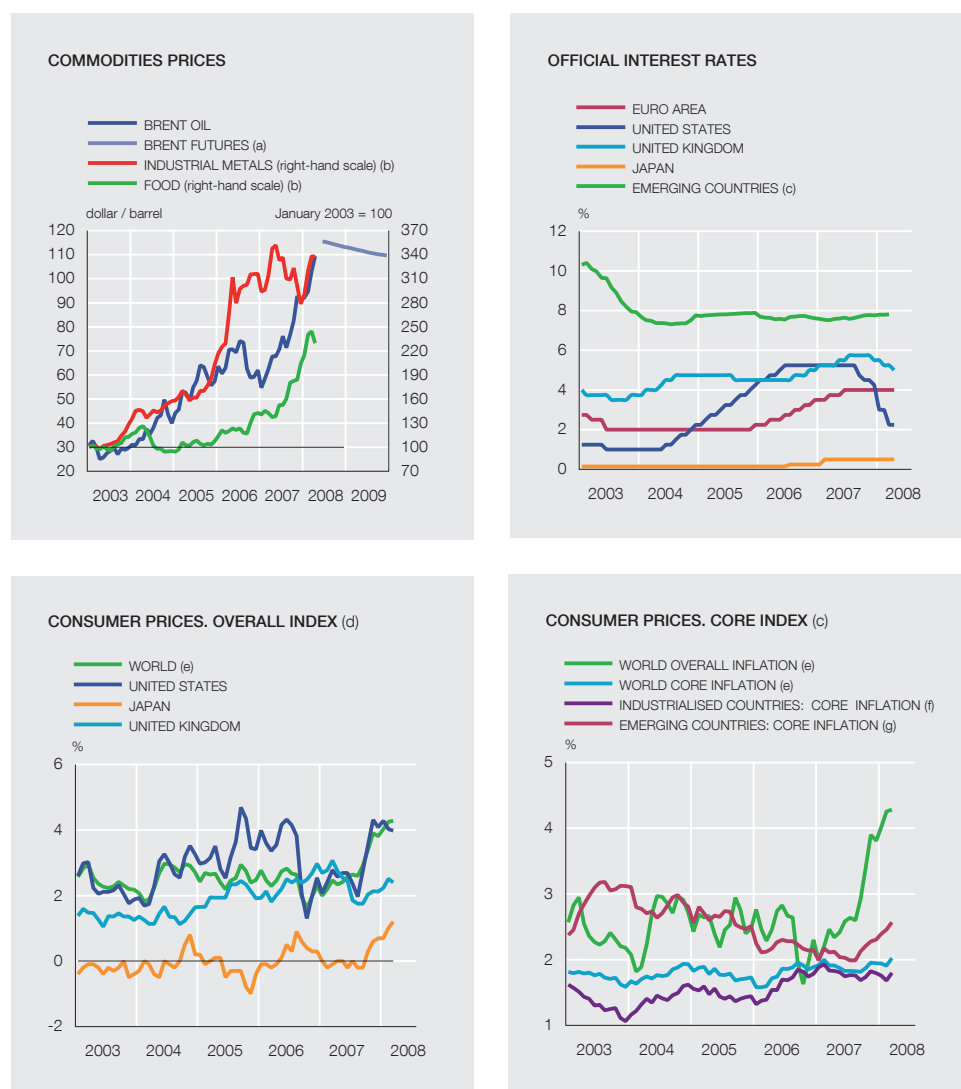 COMMODITIES PRICES
BRENT OIL
BRENT FUTURES (a)
INDUSTRIAL METALS (right-hand scale) (b)
FOOD (right-hand scale) (b)
dollar / barrel January 2003 = 100
120 370
110 340
100 310
90 280
80 250
70 220
60 190
50 160
40 130
30 100
20 70
2003 2004 2005 2006 2007 2008 2009
OFFICIAL INTEREST RATES
EURO AREA
UNITED STATES
UNITED KINGDOM
JAPAN
EMERGING COUNTRIES (c)
%
12
10
8
6
4
2
0
2003 2004 2005 2006 2007 2008
CONSUMER PRICES. OVERALL INDEX (d)
WORLD (e)
UNITED STATES
JAPAN
UNITED KINGDOM
%
6
4
2
0
-2
2003 2004 2005 2006 2007 2008
CONSUMER PRICES. CORE INDEX (c)
WORLD OVERALL INFLATION (e)
WORLD CORE INFLATION (e)
INDUSTRIALISED COUNTRIES: CORE INFLATION (f)
EMERGING COUNTRIES: CORE INFLATION (g)
%
5
4
3
2
1
2003 2004 2005 2006 2007 2008